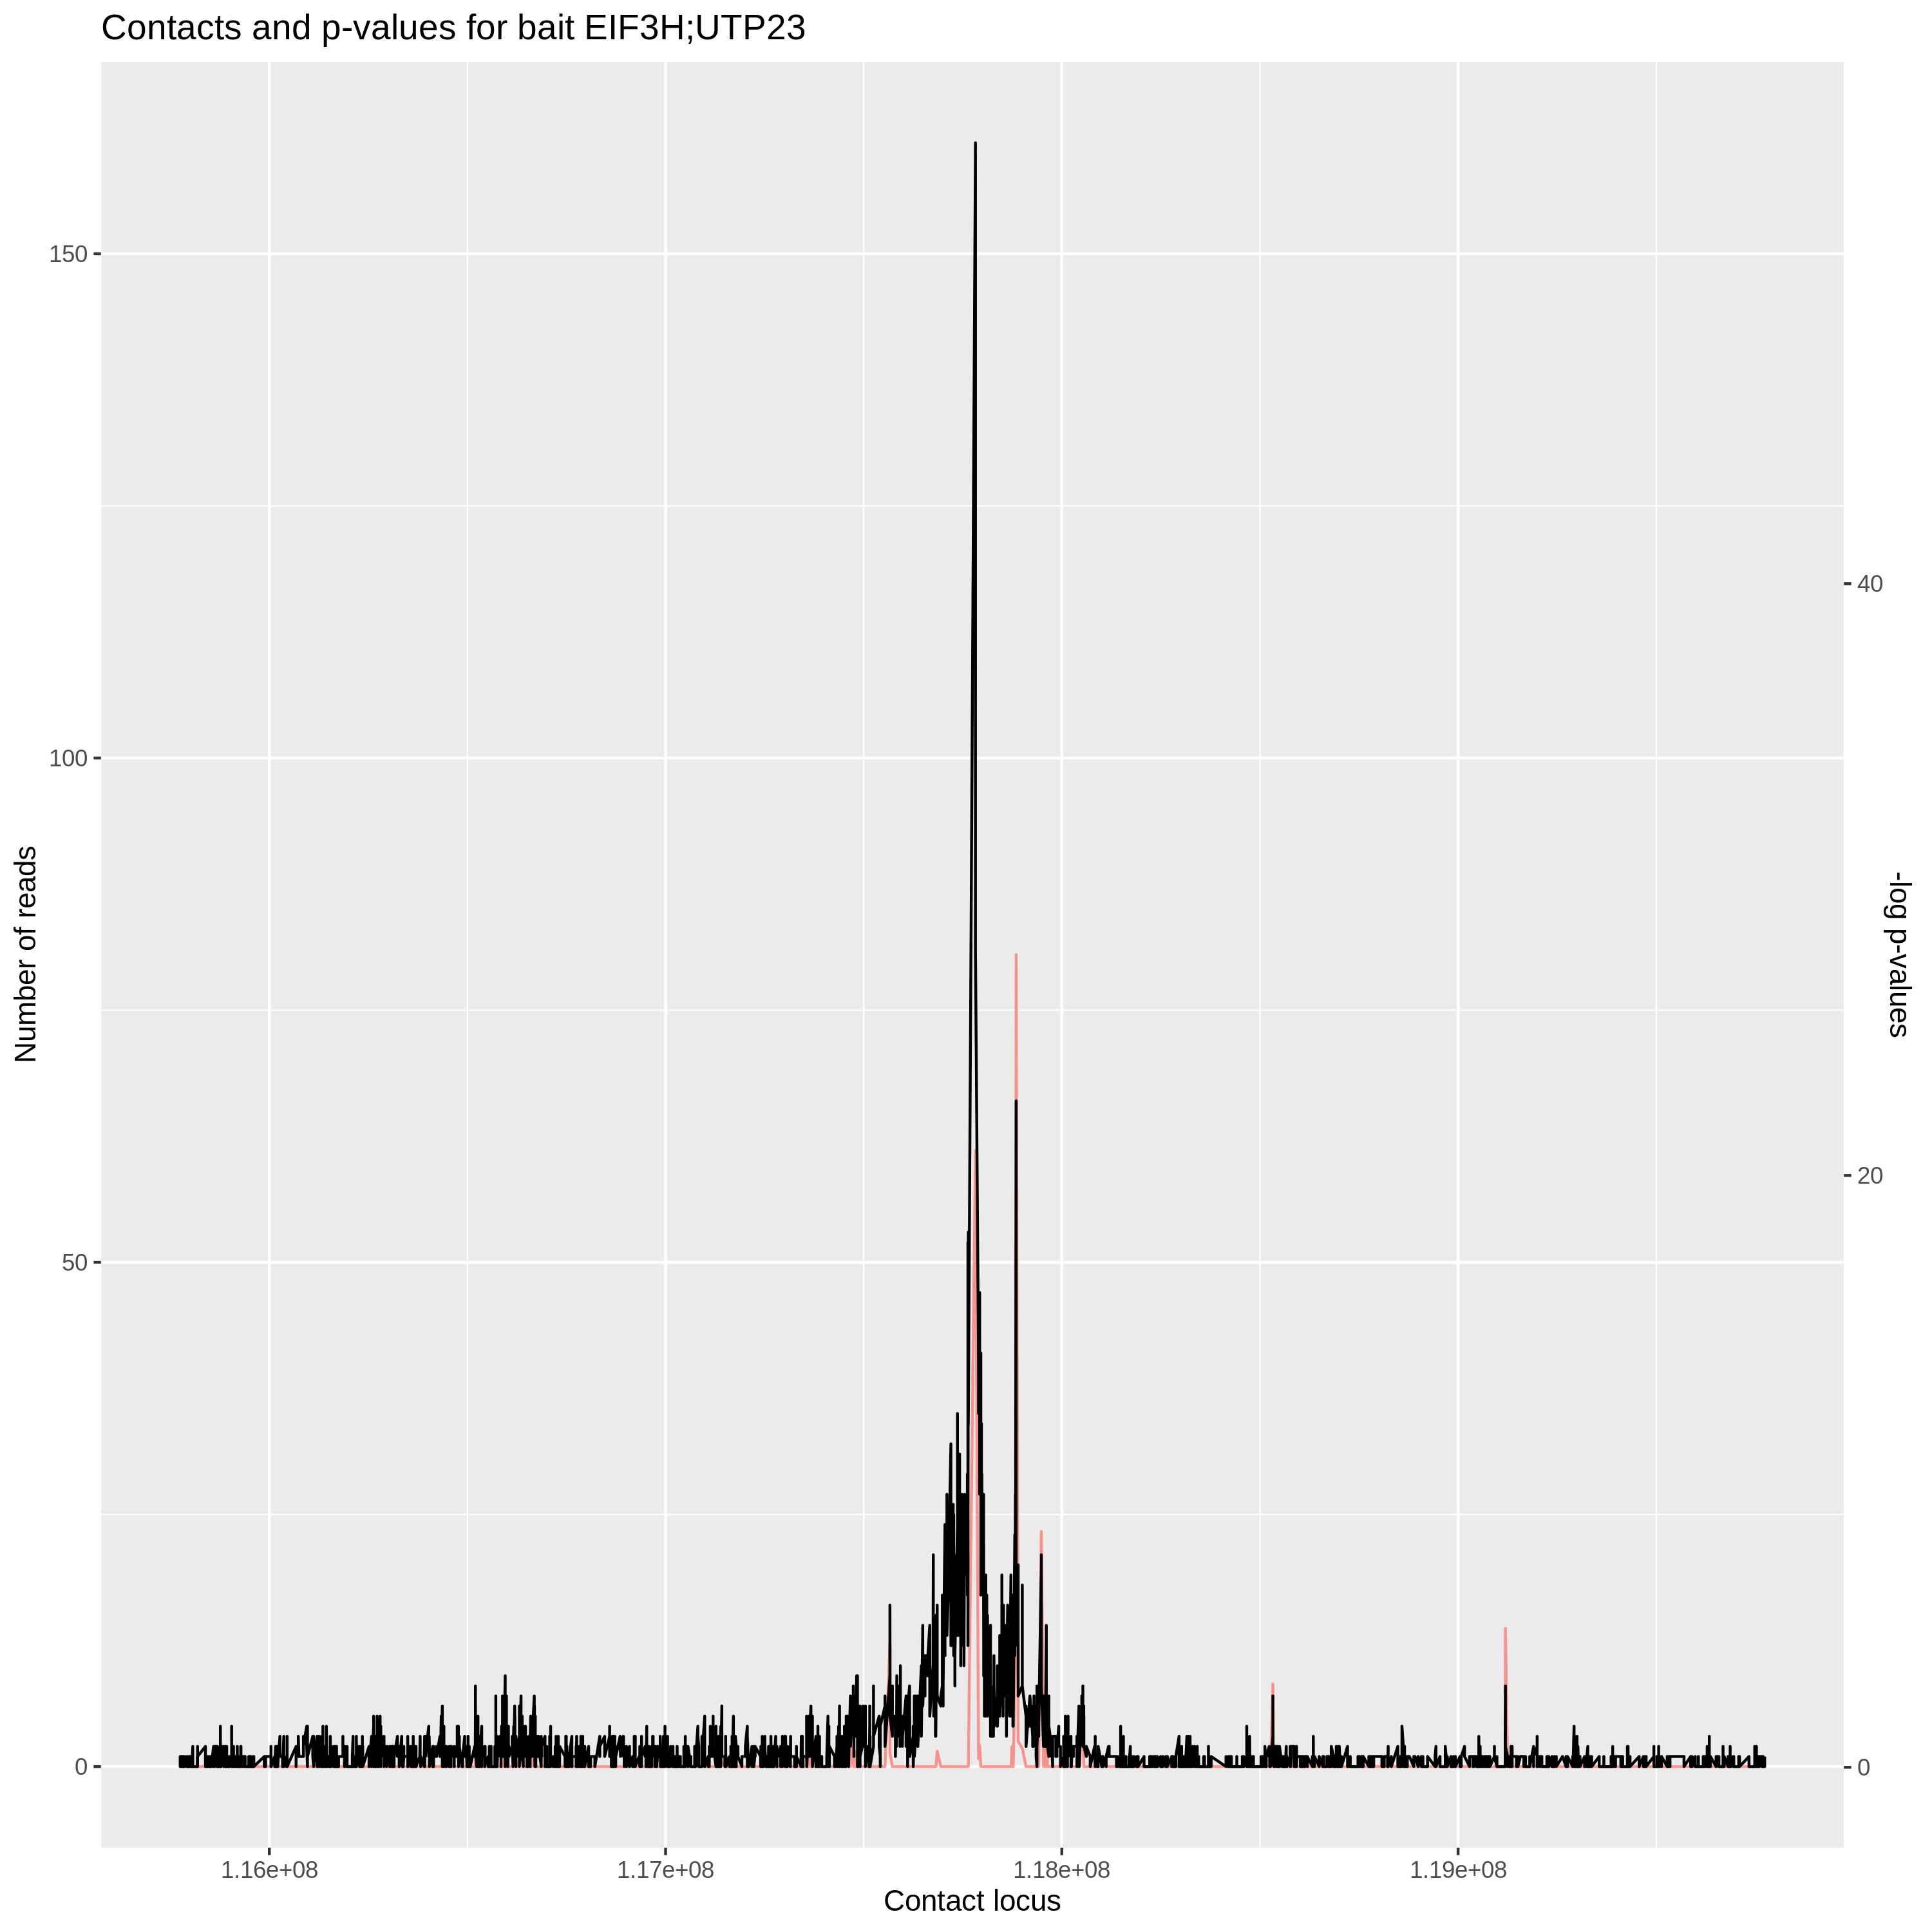 Contacts and p-values for bait EIF3H;UTP23
150
100
50
0
Number of reads
40
20
0
-log p-values
1.16e+08
1.17e+08
1.18e+08
1.19e+08
Contact locus